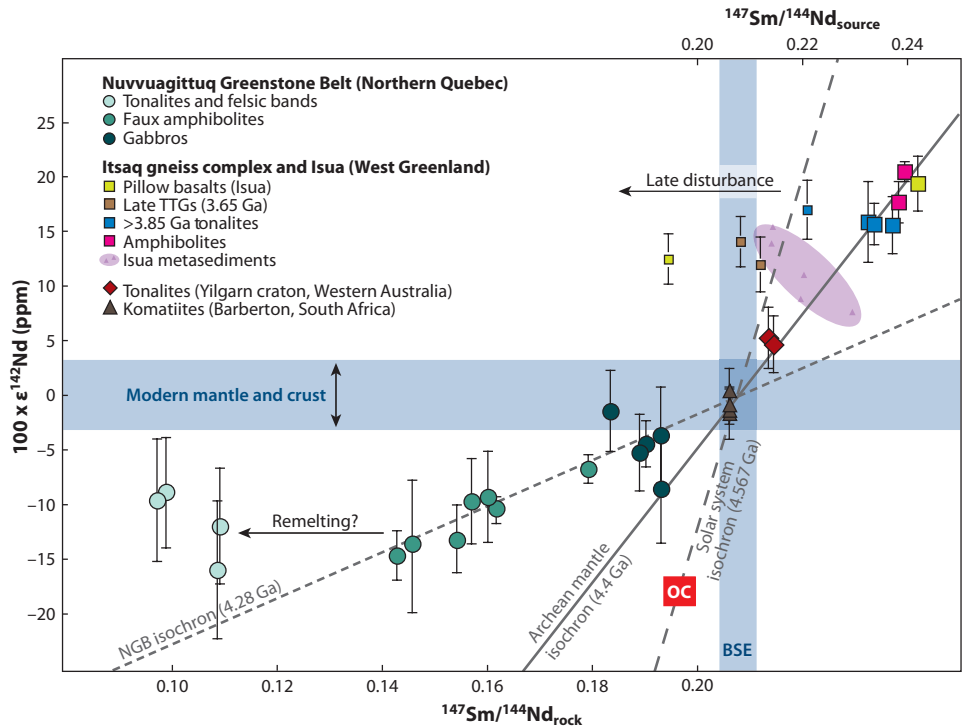 ¹⁴⁷Sm/¹⁴⁴Nd_source
0.20 0.22 0.24
Nuvvuagittuq Greenstone Belt (Northern Quebec)
Tonalites and felsic bands
Faux amphibolites
Gabbros
Itsaq gneiss complex and Isua (West Greenland)
Pillow basalts (Isua)
Late TTGs (3.65 Ga)
>3.85 Ga tonalites
Amphibolites
Isua metasediments
Tonalites (Yilgarn craton, Western Australia)
Komatiites (Barberton, South Africa)
Late disturbance
100 x ε¹⁴²Nd (ppm)
25
20
15
10
5
0
−5
−10
−15
−20
Modern mantle and crust
Remelting?
NGB isochron (4.28 Ga)
Archean mantle
isochron (4.4 Ga)
Solar system
isochron (4.567 Ga)
OC
BSE
0.10 0.12 0.14 0.16 0.18 0.20
¹⁴⁷Sm/¹⁴⁴Nd_rock